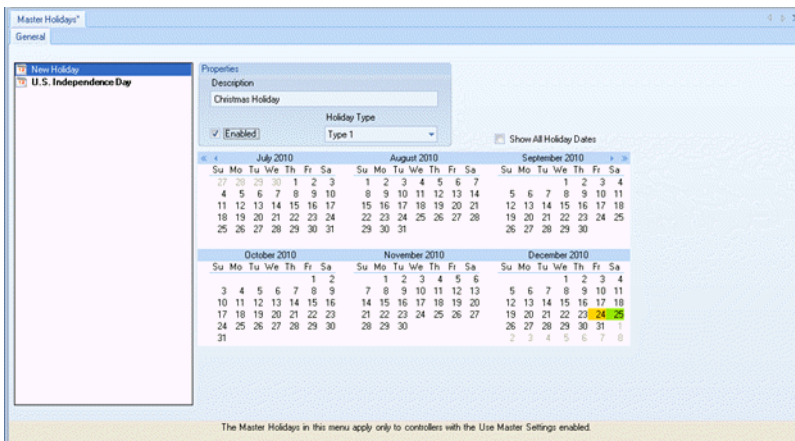 Master Holidays*
General
New Holiday
U.S. Independence Day
Properties
Description
Christmas Holiday
Holiday Type
Enabled
Type 1
Show All Holiday Dates
July 2010 August 2010 September 2010
Su Mo Tu We Th Fr Sa Su Mo Tu We Th Fr Sa Su Mo Tu We Th Fr Sa
27 28 29 30 1 2 3 1 2 3 4 5 6 7 1 2 3 4
4 5 6 7 8 9 10 8 9 10 11 12 13 14 5 6 7 8 9 10 11
11 12 13 14 15 16 17 15 16 17 18 19 20 21 12 13 14 15 16 17 18
18 19 20 21 22 23 24 22 23 24 25 26 27 28 19 20 21 22 23 24 25
25 26 27 28 29 30 31 29 30 31 26 27 28 29 30
October 2010 November 2010 December 2010
Su Mo Tu We Th Fr Sa Su Mo Tu We Th Fr Sa Su Mo Tu We Th Fr Sa
1 2 1 2 3 4 5 6 1 2 3 4
3 4 5 6 7 8 9 7 8 9 10 11 12 13 5 6 7 8 9 10 11
10 11 12 13 14 15 16 14 15 16 17 18 19 20 12 13 14 15 16 17 18
17 18 19 20 21 22 23 21 22 23 24 25 26 27 19 20 21 22 23 24 25
24 25 26 27 28 29 30 28 29 30 26 27 28 29 30 31 1
31 2 3 4 5 6 7 8
The Master Holidays in this menu apply only to controllers with the Use Master Settings enabled.